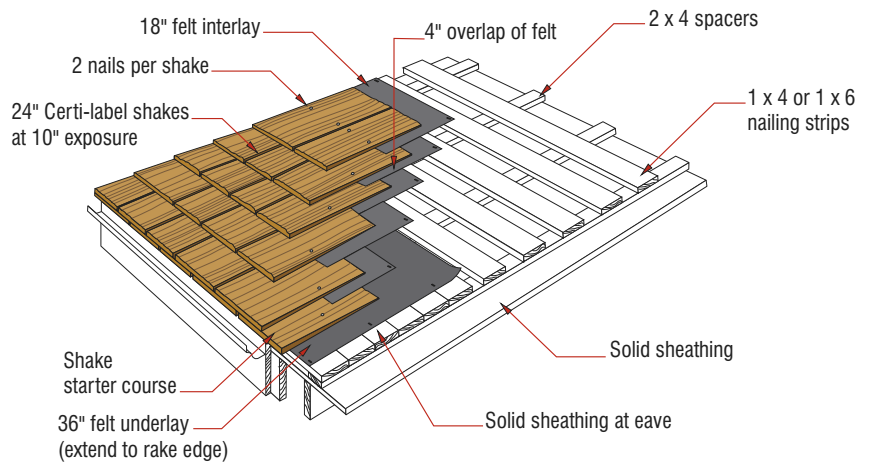 18" felt interlay
4" overlap of felt
2 x 4 spacers
2 nails per shake
24" Certi-label shakes
at 10" exposure
1 x 4 or 1 x 6
nailing strips
Shake
starter course
Solid sheathing
36" felt underlay
(extend to rake edge)
Solid sheathing at eave